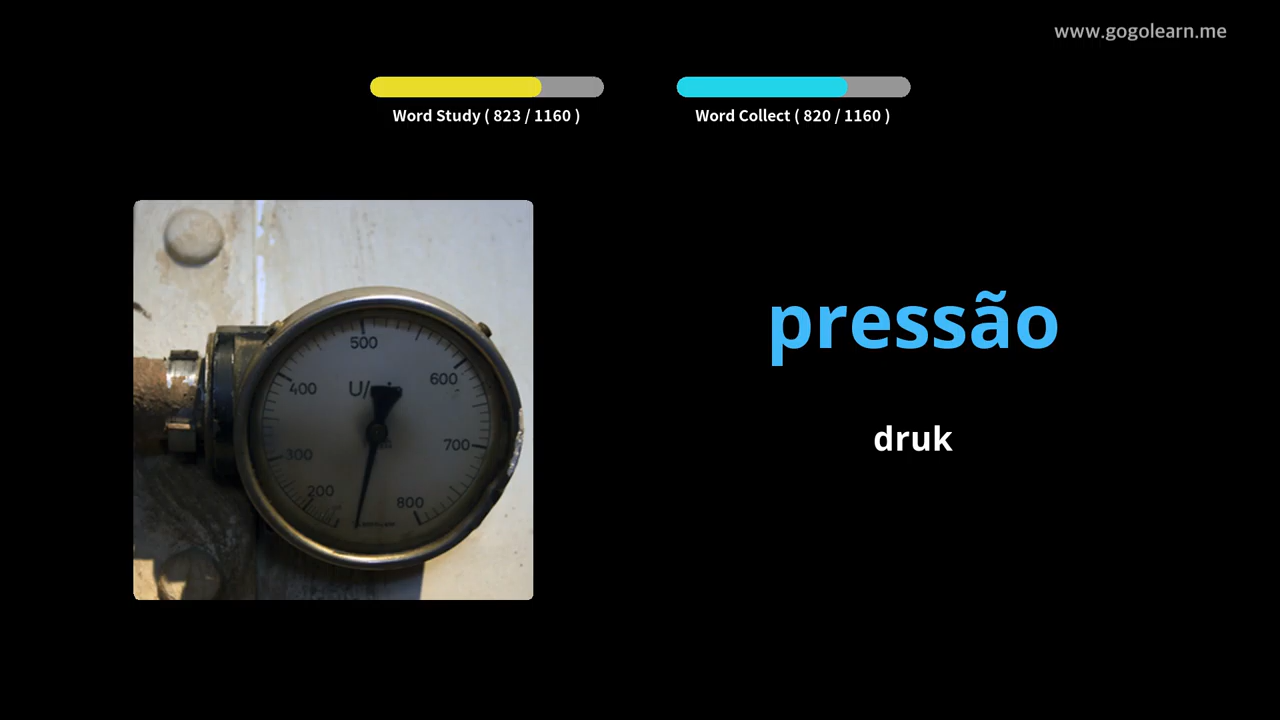 www.gogolearn.me
Word Study ( 823 / 1160 )
Word Collect ( 820 / 1160 )
500
400
600
300
700
200
800
pressão
druk